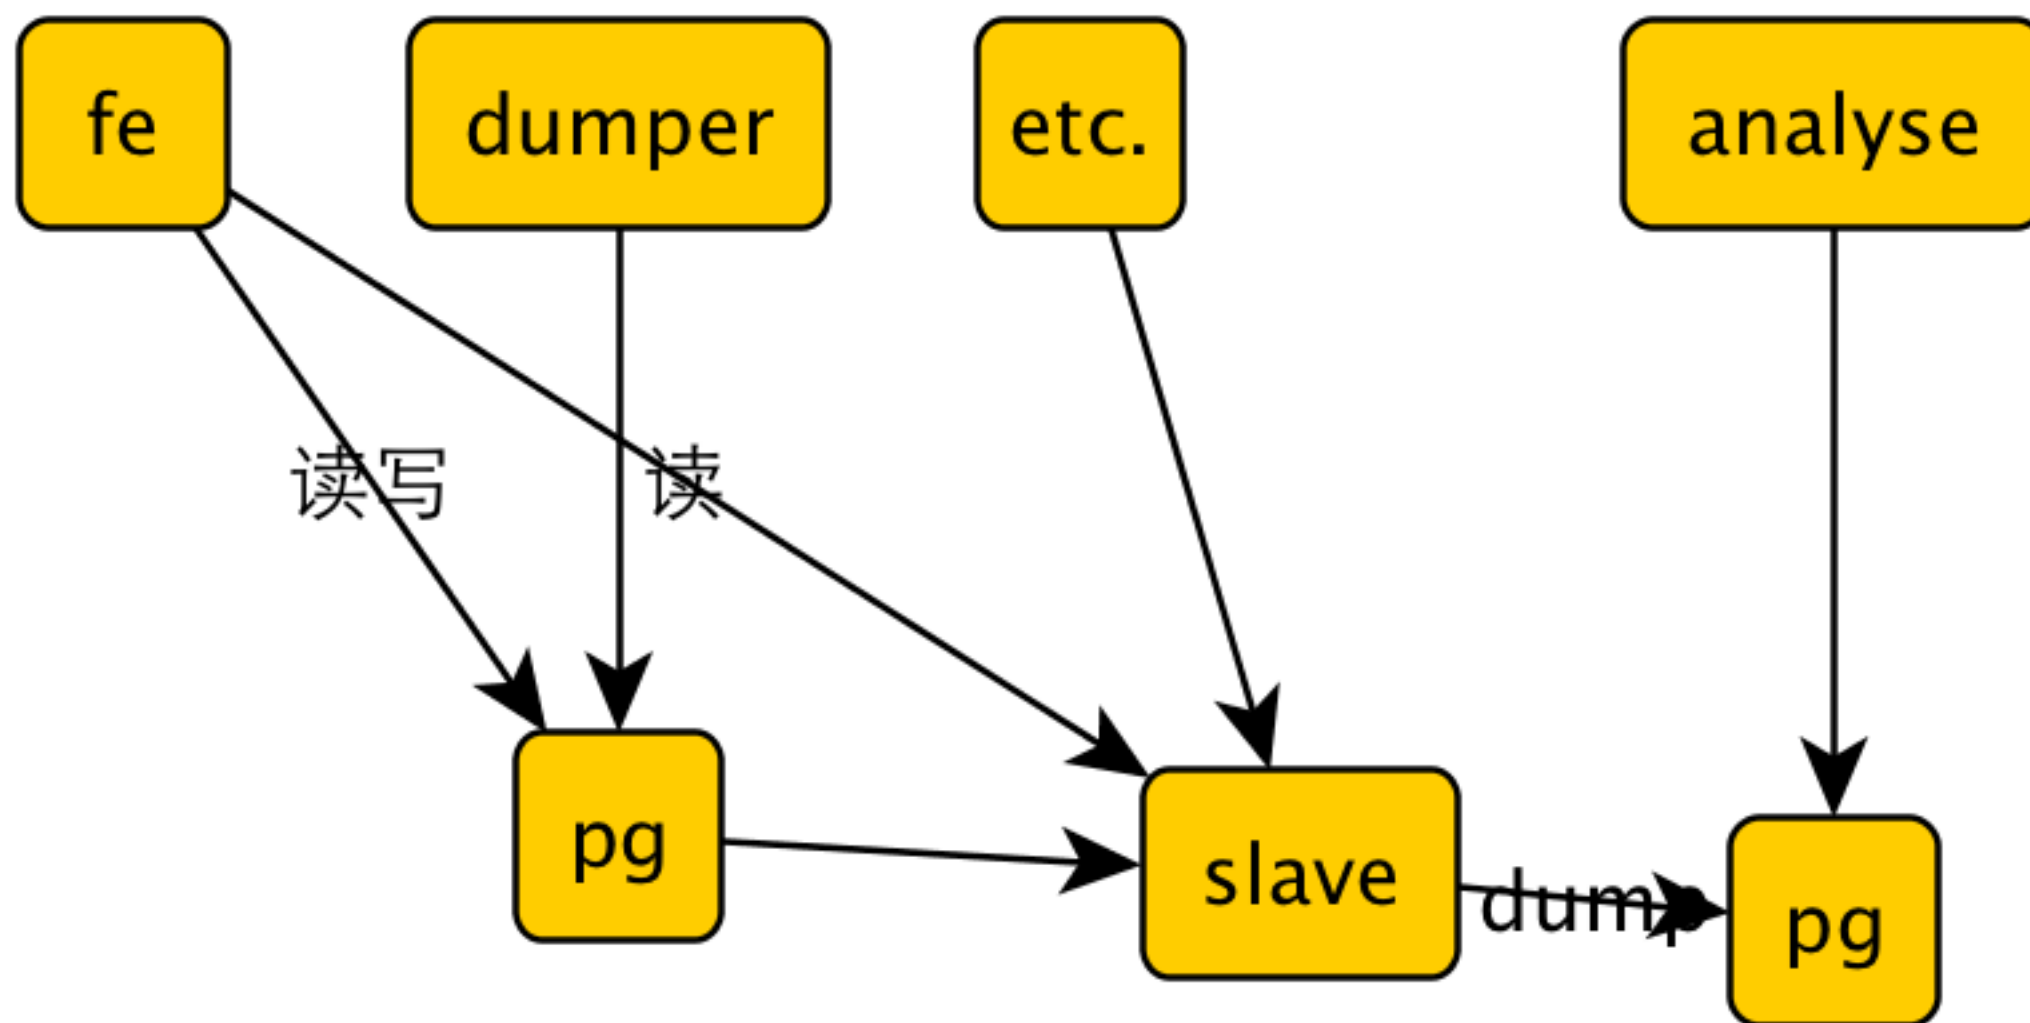 fe
dumper
etc.
analyse
读写
读
pg
slave
dump
pg